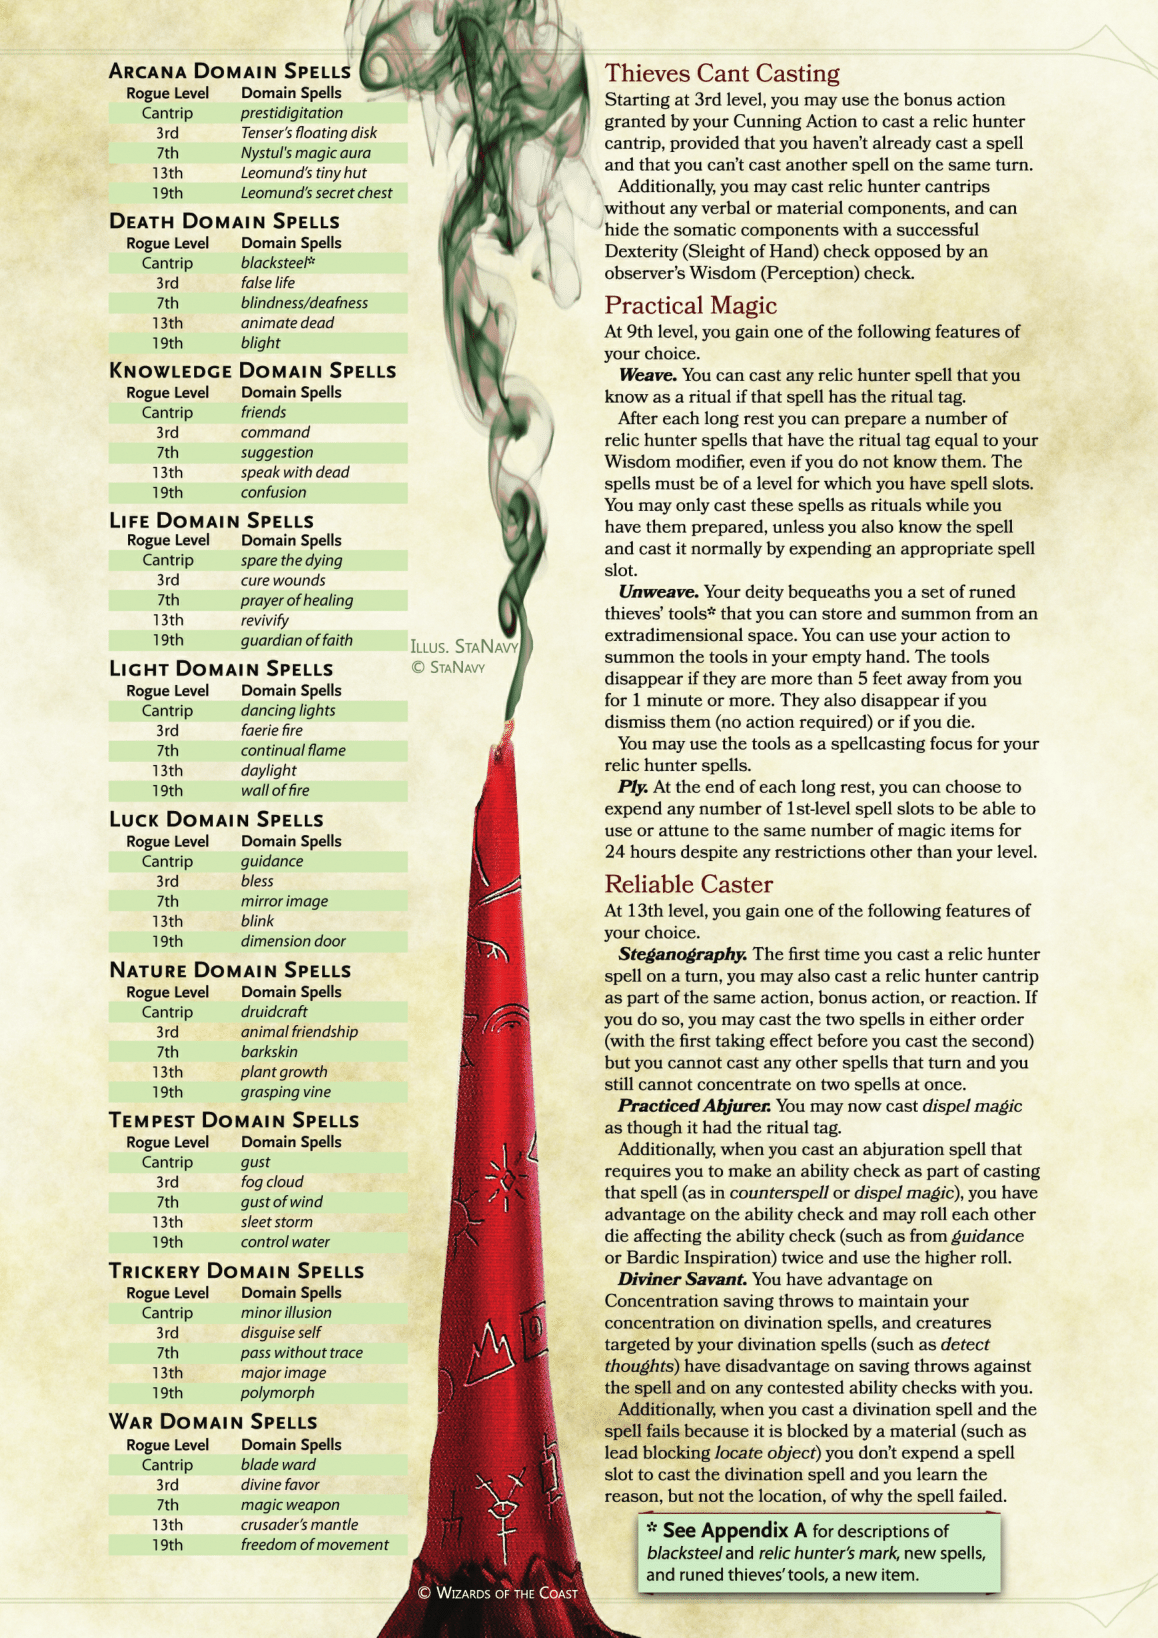 Arcana Domain Spells
Rogue Level Domain Spells
Cantrip prestidigitation
3rd Tenser's floating disk
7th Nystul's magic aura
13th Leomund's tiny hut
19th Leomund's secret chest
Death Domain Spells
Rogue Level Domain Spells
Cantrip blacksteel*
3rd false life
7th blindness/deafness
13th animate dead
19th blight
Knowledge Domain Spells
Rogue Level Domain Spells
Cantrip friends
3rd command
7th suggestion
13th speak with dead
19th confusion
Life Domain Spells
Rogue Level Domain Spells
Cantrip spare the dying
3rd cure wounds
7th prayer of healing
13th revivify
19th guardian of faith
Light Domain Spells
Rogue Level Domain Spells
Cantrip dancing lights
3rd faerie fire
7th continual flame
13th daylight
19th wall of fire
Luck Domain Spells
Rogue Level Domain Spells
Cantrip guidance
3rd bless
7th mirror image
13th blink
19th dimension door
Nature Domain Spells
Rogue Level Domain Spells
Cantrip druidcraft
3rd animal friendship
7th barkskin
13th plant growth
19th grasping vine
Tempest Domain Spells
Rogue Level Domain Spells
Cantrip gust
3rd fog cloud
7th gust of wind
13th sleet storm
19th control water
Trickery Domain Spells
Rogue Level Domain Spells
Cantrip minor illusion
3rd disguise self
7th pass without trace
13th major image
19th polymorph
War Domain Spells
Rogue Level Domain Spells
Cantrip blade ward
3rd divine favor
7th magic weapon
13th crusader's mantle
19th freedom of movement
Illus. StaNavy
© StaNavy
© Wizards of the Coast
Thieves Cant Casting
Starting at 3rd level, you may use the bonus action
granted by your Cunning Action to cast a relic hunter
cantrip, provided that you haven't already cast a spell
and that you can't cast another spell on the same turn.
Additionally, you may cast relic hunter cantrips
without any verbal or material components, and can
hide the somatic components with a successful
Dexterity (Sleight of Hand) check opposed by an
observer's Wisdom (Perception) check.
Practical Magic
At 9th level, you gain one of the following features of
your choice.
Weave. You can cast any relic hunter spell that you
know as a ritual if that spell has the ritual tag.
After each long rest you can prepare a number of
relic hunter spells that have the ritual tag equal to your
Wisdom modifier, even if you do not know them. The
spells must be of a level for which you have spell slots.
You may only cast these spells as rituals while you
have them prepared, unless you also know the spell
and cast it normally by expending an appropriate spell
slot.
Unweave. Your deity bequeaths you a set of runed
thieves' tools* that you can store and summon from an
extradimensional space. You can use your action to
summon the tools in your empty hand. The tools
disappear if they are more than 5 feet away from you
for 1 minute or more. They also disappear if you
dismiss them (no action required) or if you die.
You may use the tools as a spellcasting focus for your
relic hunter spells.
Ply. At the end of each long rest, you can choose to
expend any number of 1st-level spell slots to be able to
use or attune to the same number of magic items for
24 hours despite any restrictions other than your level.
Reliable Caster
At 13th level, you gain one of the following features of
your choice.
Steganography. The first time you cast a relic hunter
spell on a turn, you may also cast a relic hunter cantrip
as part of the same action, bonus action, or reaction. If
you do so, you may cast the two spells in either order
(with the first taking effect before you cast the second)
but you cannot cast any other spells that turn and you
still cannot concentrate on two spells at once.
Practiced Abjurer. You may now cast dispel magic
as though it had the ritual tag.
Additionally, when you cast an abjuration spell that
requires you to make an ability check as part of casting
that spell (as in counterspell or dispel magic), you have
advantage on the ability check and may roll each other
die affecting the ability check (such as from guidance
or Bardic Inspiration) twice and use the higher roll.
Diviner Savant. You have advantage on
Concentration saving throws to maintain your
concentration on divination spells, and creatures
targeted by your divination spells (such as detect
thoughts) have disadvantage on saving throws against
the spell and on any contested ability checks with you.
Additionally, when you cast a divination spell and the
spell fails because it is blocked by a material (such as
lead blocking locate object) you don't expend a spell
slot to cast the divination spell and you learn the
reason, but not the location, of why the spell failed.
* See Appendix A for descriptions of
blacksteel and relic hunter's mark, new spells,
and runed thieves' tools, a new item.